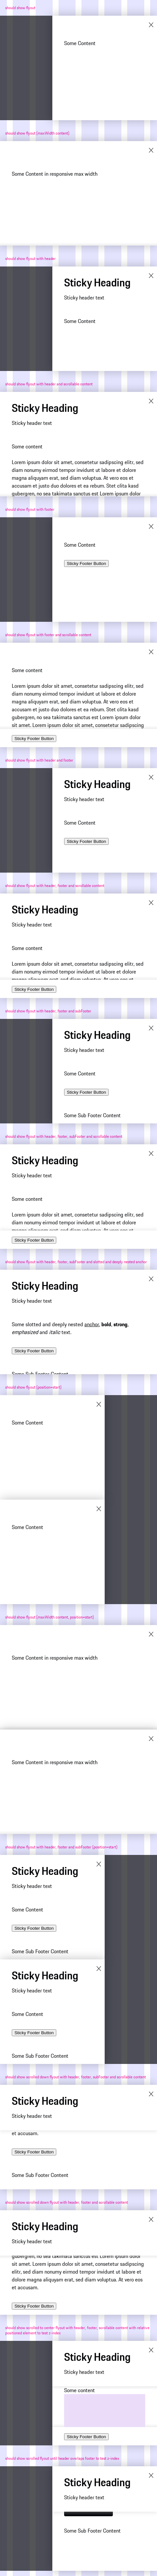 should show flyout
Some Content
should show flyout (maxWidth content)
Some Content in responsive max width
should show flyout with header
Sticky Heading
Sticky header text
Some Content
should show flyout with header and scrollable content
Sticky Heading
Sticky header text
Some content
Lorem ipsum dolor sit amet, consetetur sadipscing elitr, sed
diam nonumy eirmod tempor invidunt ut labore et dolore
magna aliquyam erat, sed diam voluptua. At vero eos et
accusam et justo duo dolores et ea rebum. Stet clita kasd
gubergren, no sea takimata sanctus est Lorem ipsum dolor
should show flyout with footer
Some Content
Sticky Footer Button
should show flyout with footer and scrollable content
Some content
Lorem ipsum dolor sit amet, consetetur sadipscing elitr, sed
diam nonumy eirmod tempor invidunt ut labore et dolore
magna aliquyam erat, sed diam voluptua. At vero eos et
accusam et justo duo dolores et ea rebum. Stet clita kasd
gubergren, no sea takimata sanctus est Lorem ipsum dolor
sit amet. Lorem ipsum dolor sit amet, consetetur sadipscing
Sticky Footer Button
should show flyout with header and footer
Sticky Heading
Sticky header text
Some Content
Sticky Footer Button
should show flyout with header, footer and scrollable content
Sticky Heading
Sticky header text
Some content
Lorem ipsum dolor sit amet, consetetur sadipscing elitr, sed
diam nonumy eirmod tempor invidunt ut labore et dolore
Sticky Footer Button
should show flyout with header, footer and subFooter
Sticky Heading
Sticky header text
Some Content
Sticky Footer Button
Some Sub Footer Content
should show flyout with header, footer, subFooter and scrollable content
Sticky Heading
Sticky header text
Some content
Lorem ipsum dolor sit amet, consetetur sadipscing elitr, sed
diam nonumy eirmod tempor invidunt ut labore et dolore
Sticky Footer Button
should show flyout with header, footer, subFooter and slotted and deeply nested anchor
Sticky Heading
Sticky header text
Some slotted and deeply nested anchor, bold, strong,
emphasized and italic text.
Sticky Footer Button
Some Sub Footer Content
should show flyout (position=start)
Some Content
Some Content
should show flyout (maxWidth content, position=start)
Some Content in responsive max width
Some Content in responsive max width
should show flyout with header, footer and subFooter (position=start)
Sticky Heading
Sticky header text
Some Content
Sticky Footer Button
Some Sub Footer Content
Sticky Heading
Sticky header text
Some Content
Sticky Footer Button
Some Sub Footer Content
should show scrolled down flyout with header, footer, subFooter and scrollable content
Sticky Heading
Sticky header text
et accusam.
Sticky Footer Button
Some Sub Footer Content
should show scrolled down flyout with header, footer and scrollable content
Sticky Heading
Sticky header text
gubergren, no sea takimata sanctus est Lorem ipsum dolor
sit amet. Lorem ipsum dolor sit amet, consetetur sadipscing
elitr, sed diam nonumy eirmod tempor invidunt ut labore et
dolore magna aliquyam erat, sed diam voluptua. At vero eos
et accusam.
Sticky Footer Button
should show scrolled to center flyout with header, footer, scrollable content with relative
positioned element to test z-index
Sticky Heading
Sticky header text
Some content
Sticky Footer Button
should show scrolled flyout until header overlaps footer to test z-index
Sticky Heading
Sticky header text
Some Sub Footer Content